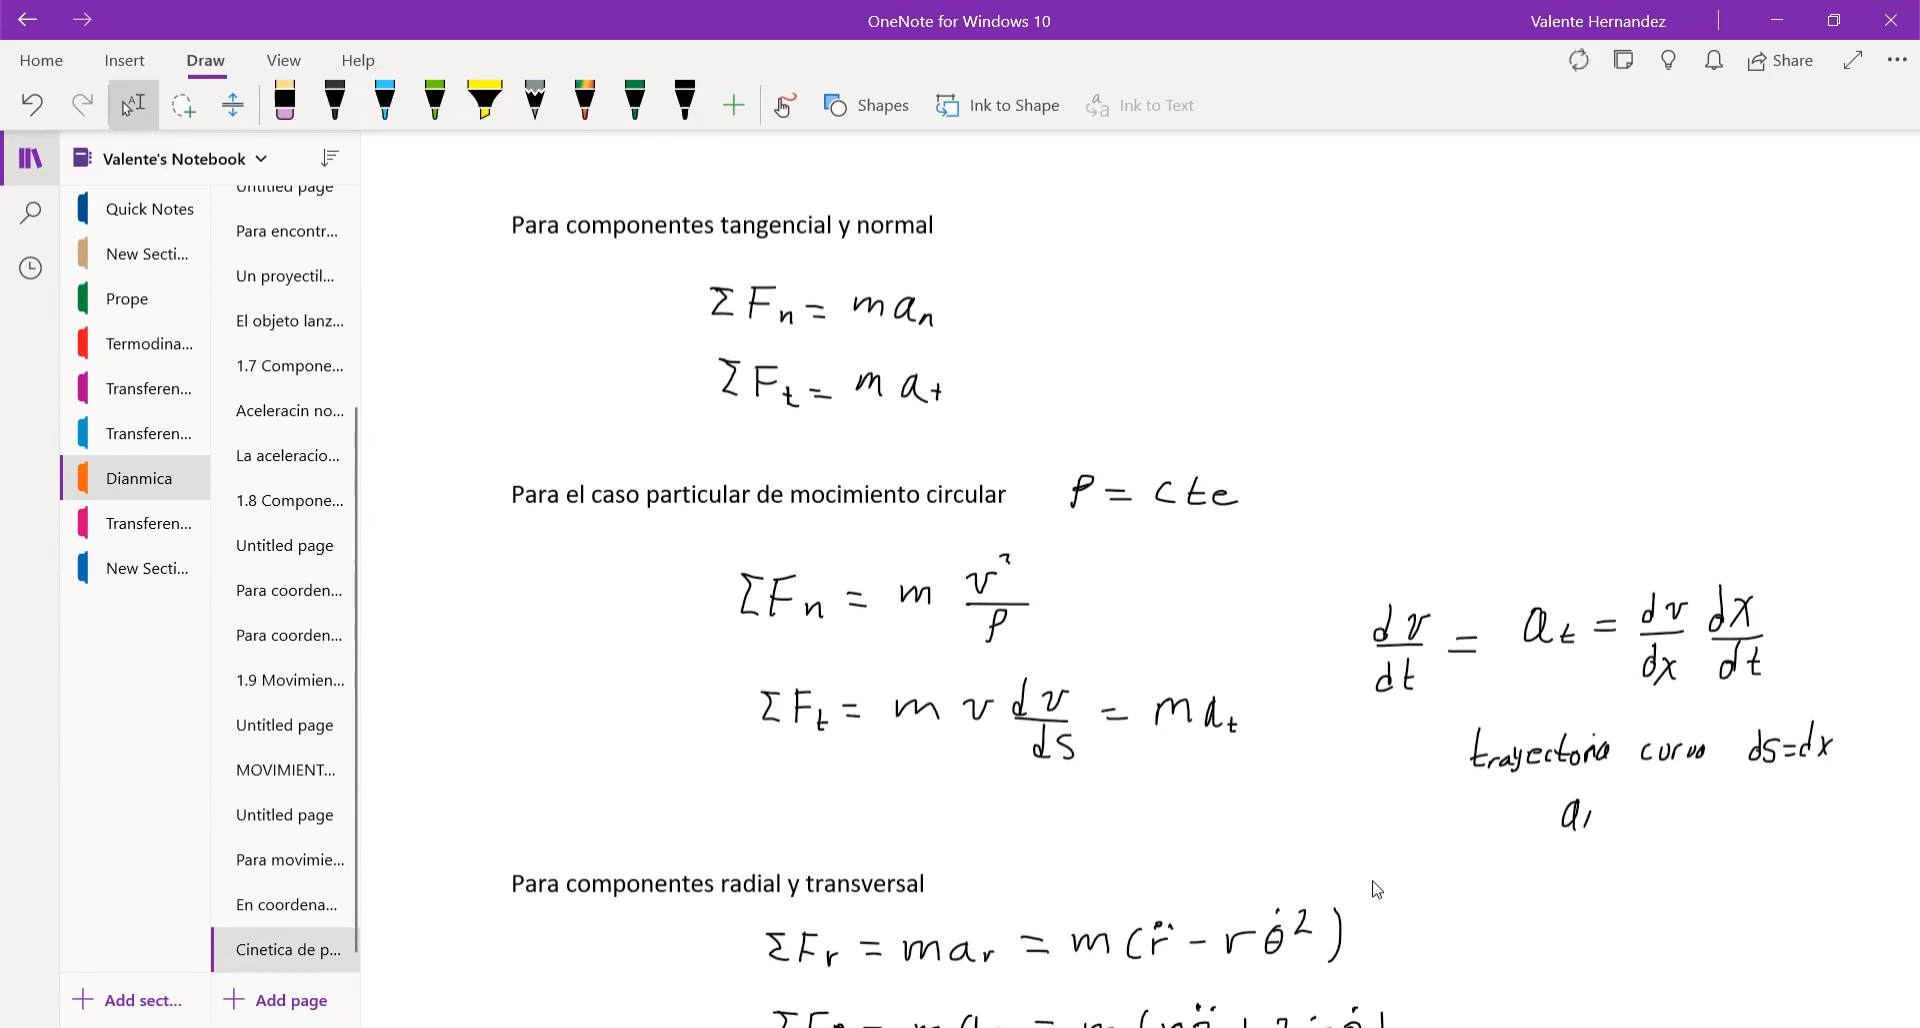 OneNote for Windows 10
Valente Hernandez
Home Insert Draw View Help
Share
Shapes
Ink to Shape
Ink to Text
Valente's Notebook
Quick Notes
New Secti...
Prope
Termodina...
Transferen...
Transferen...
Dianmica
Transferen...
New Secti...
Add sect...
Untitled page
Para encontr...
Un proyectil...
El objeto lanz...
1.7 Compone...
Aceleracin no...
La aceleracio...
1.8 Compone...
Untitled page
Para coorden...
Para coorden...
1.9 Movimien...
Untitled page
MOVIMIENT...
Untitled page
Para movimie...
En coordena...
Cinetica de p...
Add page
Para componentes tangencial y normal
ΣFn = m an
ΣFt = m at
Para el caso particular de mocimiento circular ρ = cte
ΣFn = m v²/ρ
dv/dt = at = dv/dx dx/dt
ΣFt = m v dv/ds = m at
trayectoria curva ds=dx
Para componentes radial y transversal
ΣFr = mar = m(r̈ - rθ̇²)